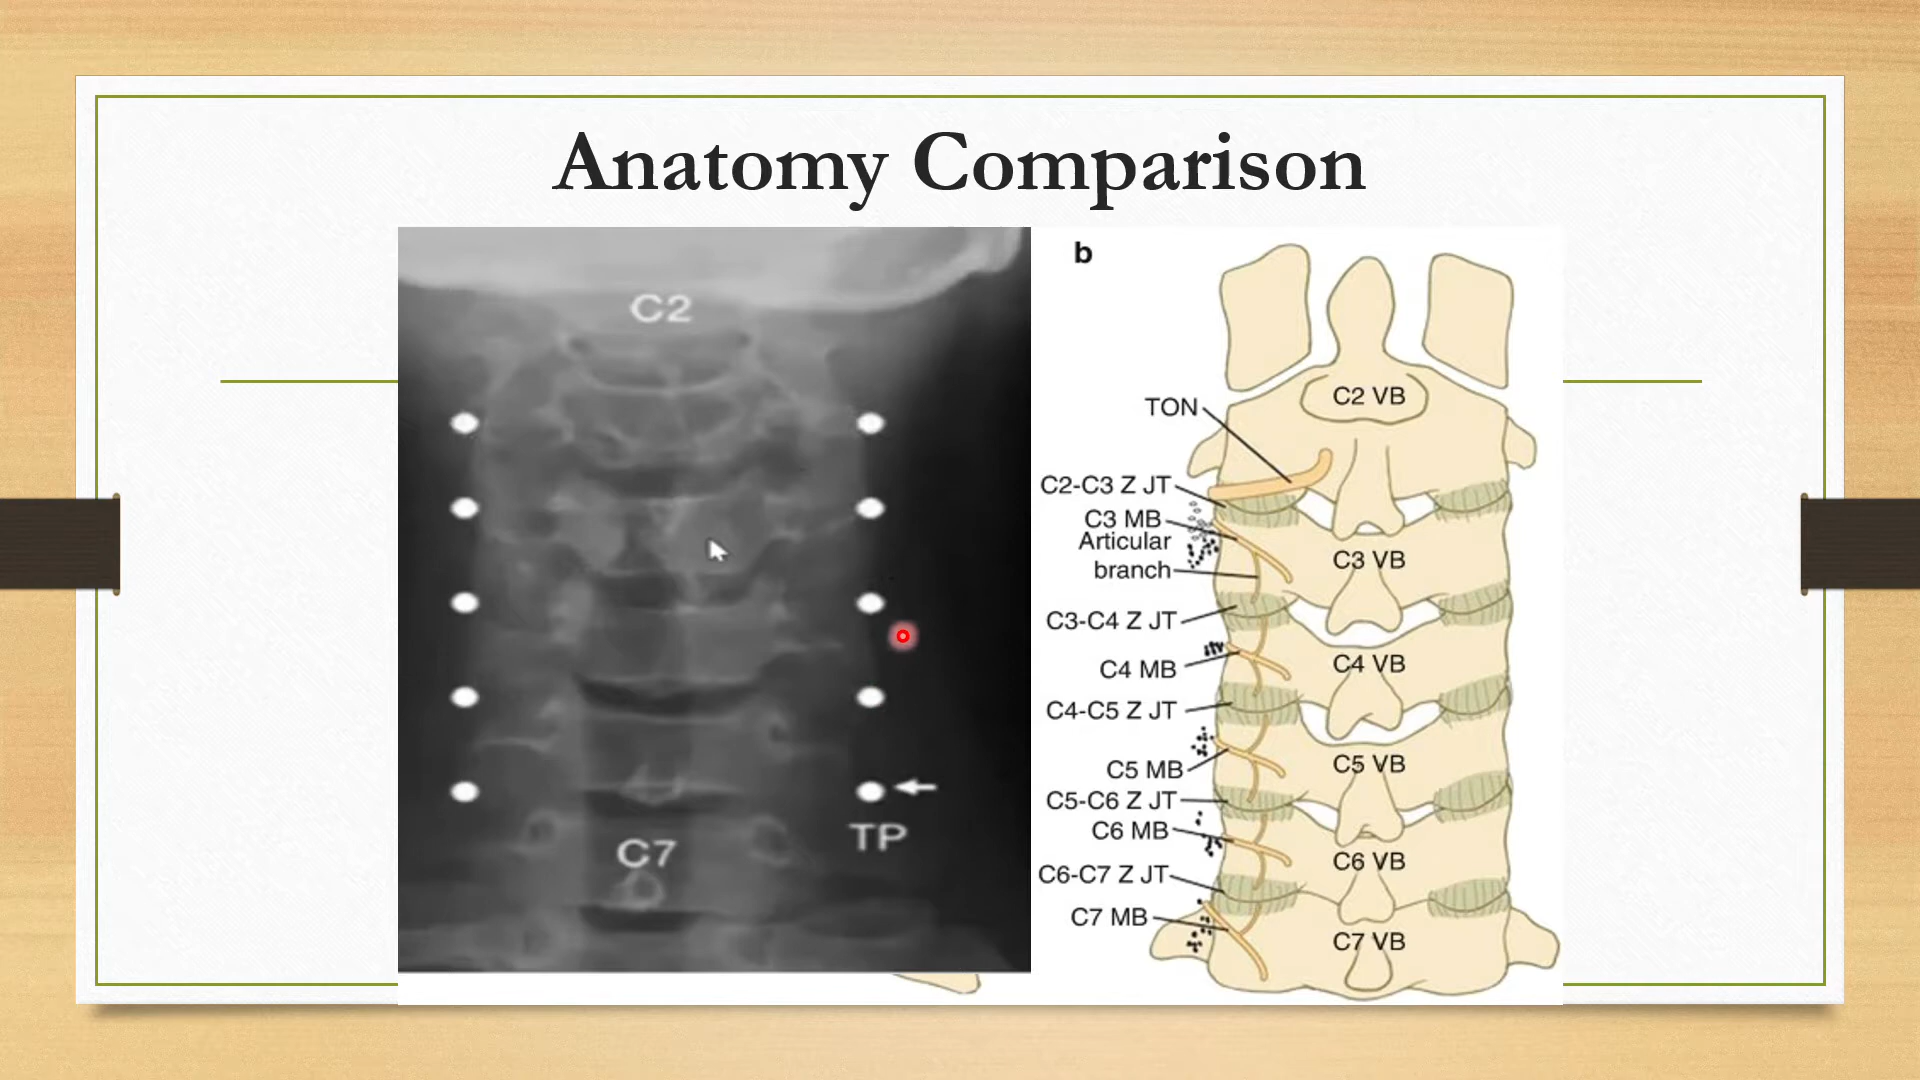 Anatomy Comparison
C2
TP
C7
b
C2 VB
TON
C2-C3 Z JT
C3 MB
Articular
branch
C3 VB
C3-C4 Z JT
C4 MB
C4 VB
C4-C5 Z JT
C5 MB
C5 VB
C5-C6 Z JT
C6 MB
C6 VB
C6-C7 Z JT
C7 MB
C7 VB